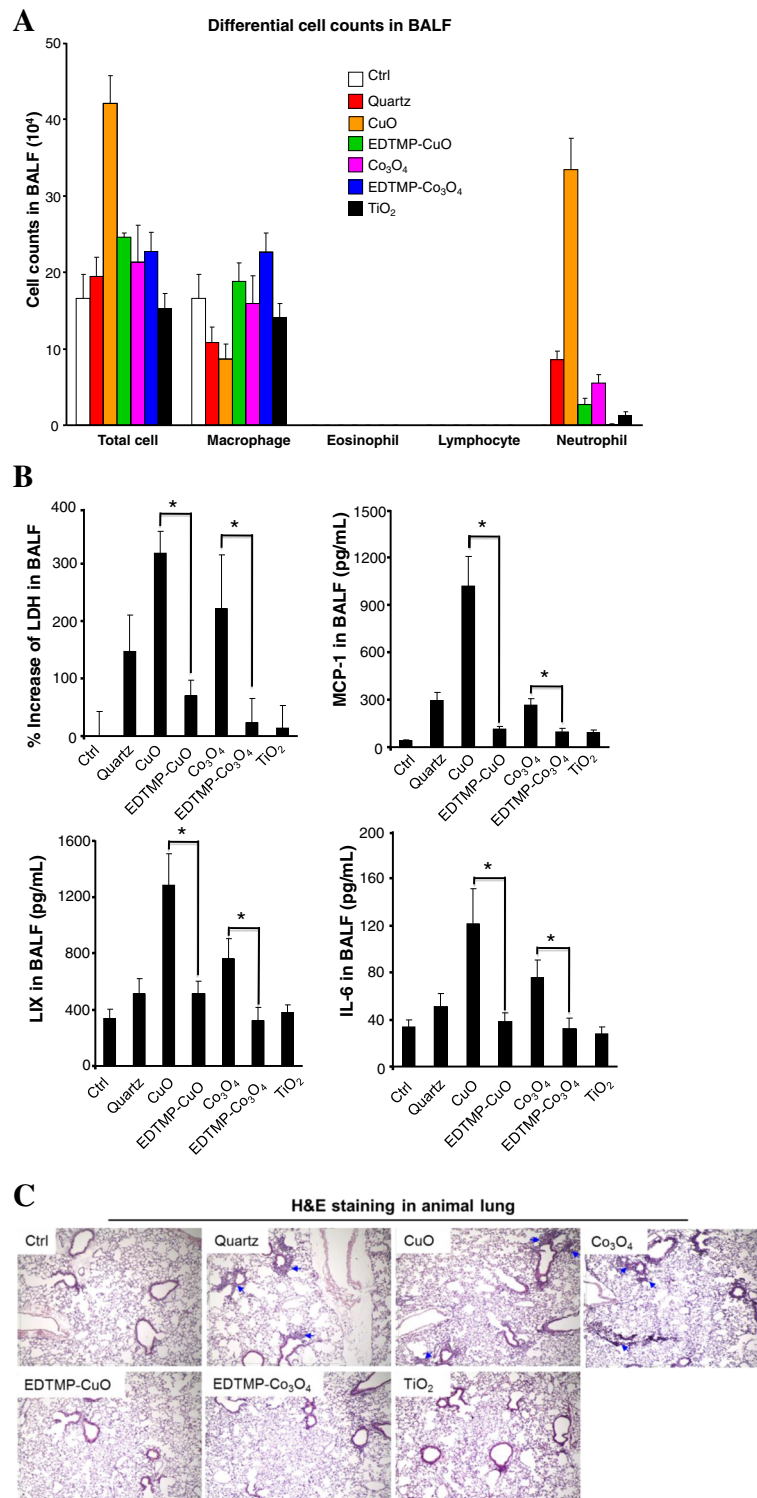 A
Differential cell counts in BALF
Cell counts in BALF (10⁴)
50
40
30
20
10
0
Ctrl
Quartz
CuO
EDTMP-CuO
Co₃O₄
EDTMP-Co₃O₄
TiO₂
Total cell
Macrophage
Eosinophil
Lymphocyte
Neutrophil
B
% Increase of LDH in BALF
400
300
200
100
0
*
*
Ctrl
Quartz
CuO
EDTMP-CuO
Co₃O₄
EDTMP-Co₃O₄
TiO₂
MCP-1 in BALF (pg/mL)
1500
1200
900
600
300
0
*
*
Ctrl
Quartz
CuO
EDTMP-CuO
Co₃O₄
EDTMP-Co₃O₄
TiO₂
LIX in BALF (pg/mL)
1600
1200
800
400
0
*
*
Ctrl
Quartz
CuO
EDTMP-CuO
Co₃O₄
EDTMP-Co₃O₄
TiO₂
IL-6 in BALF (pg/mL)
200
160
120
80
40
0
*
*
Ctrl
Quartz
CuO
EDTMP-CuO
Co₃O₄
EDTMP-Co₃O₄
TiO₂
C
H&E staining in animal lung
Ctrl
Quartz
CuO
Co₃O₄
EDTMP-CuO
EDTMP-Co₃O₄
TiO₂